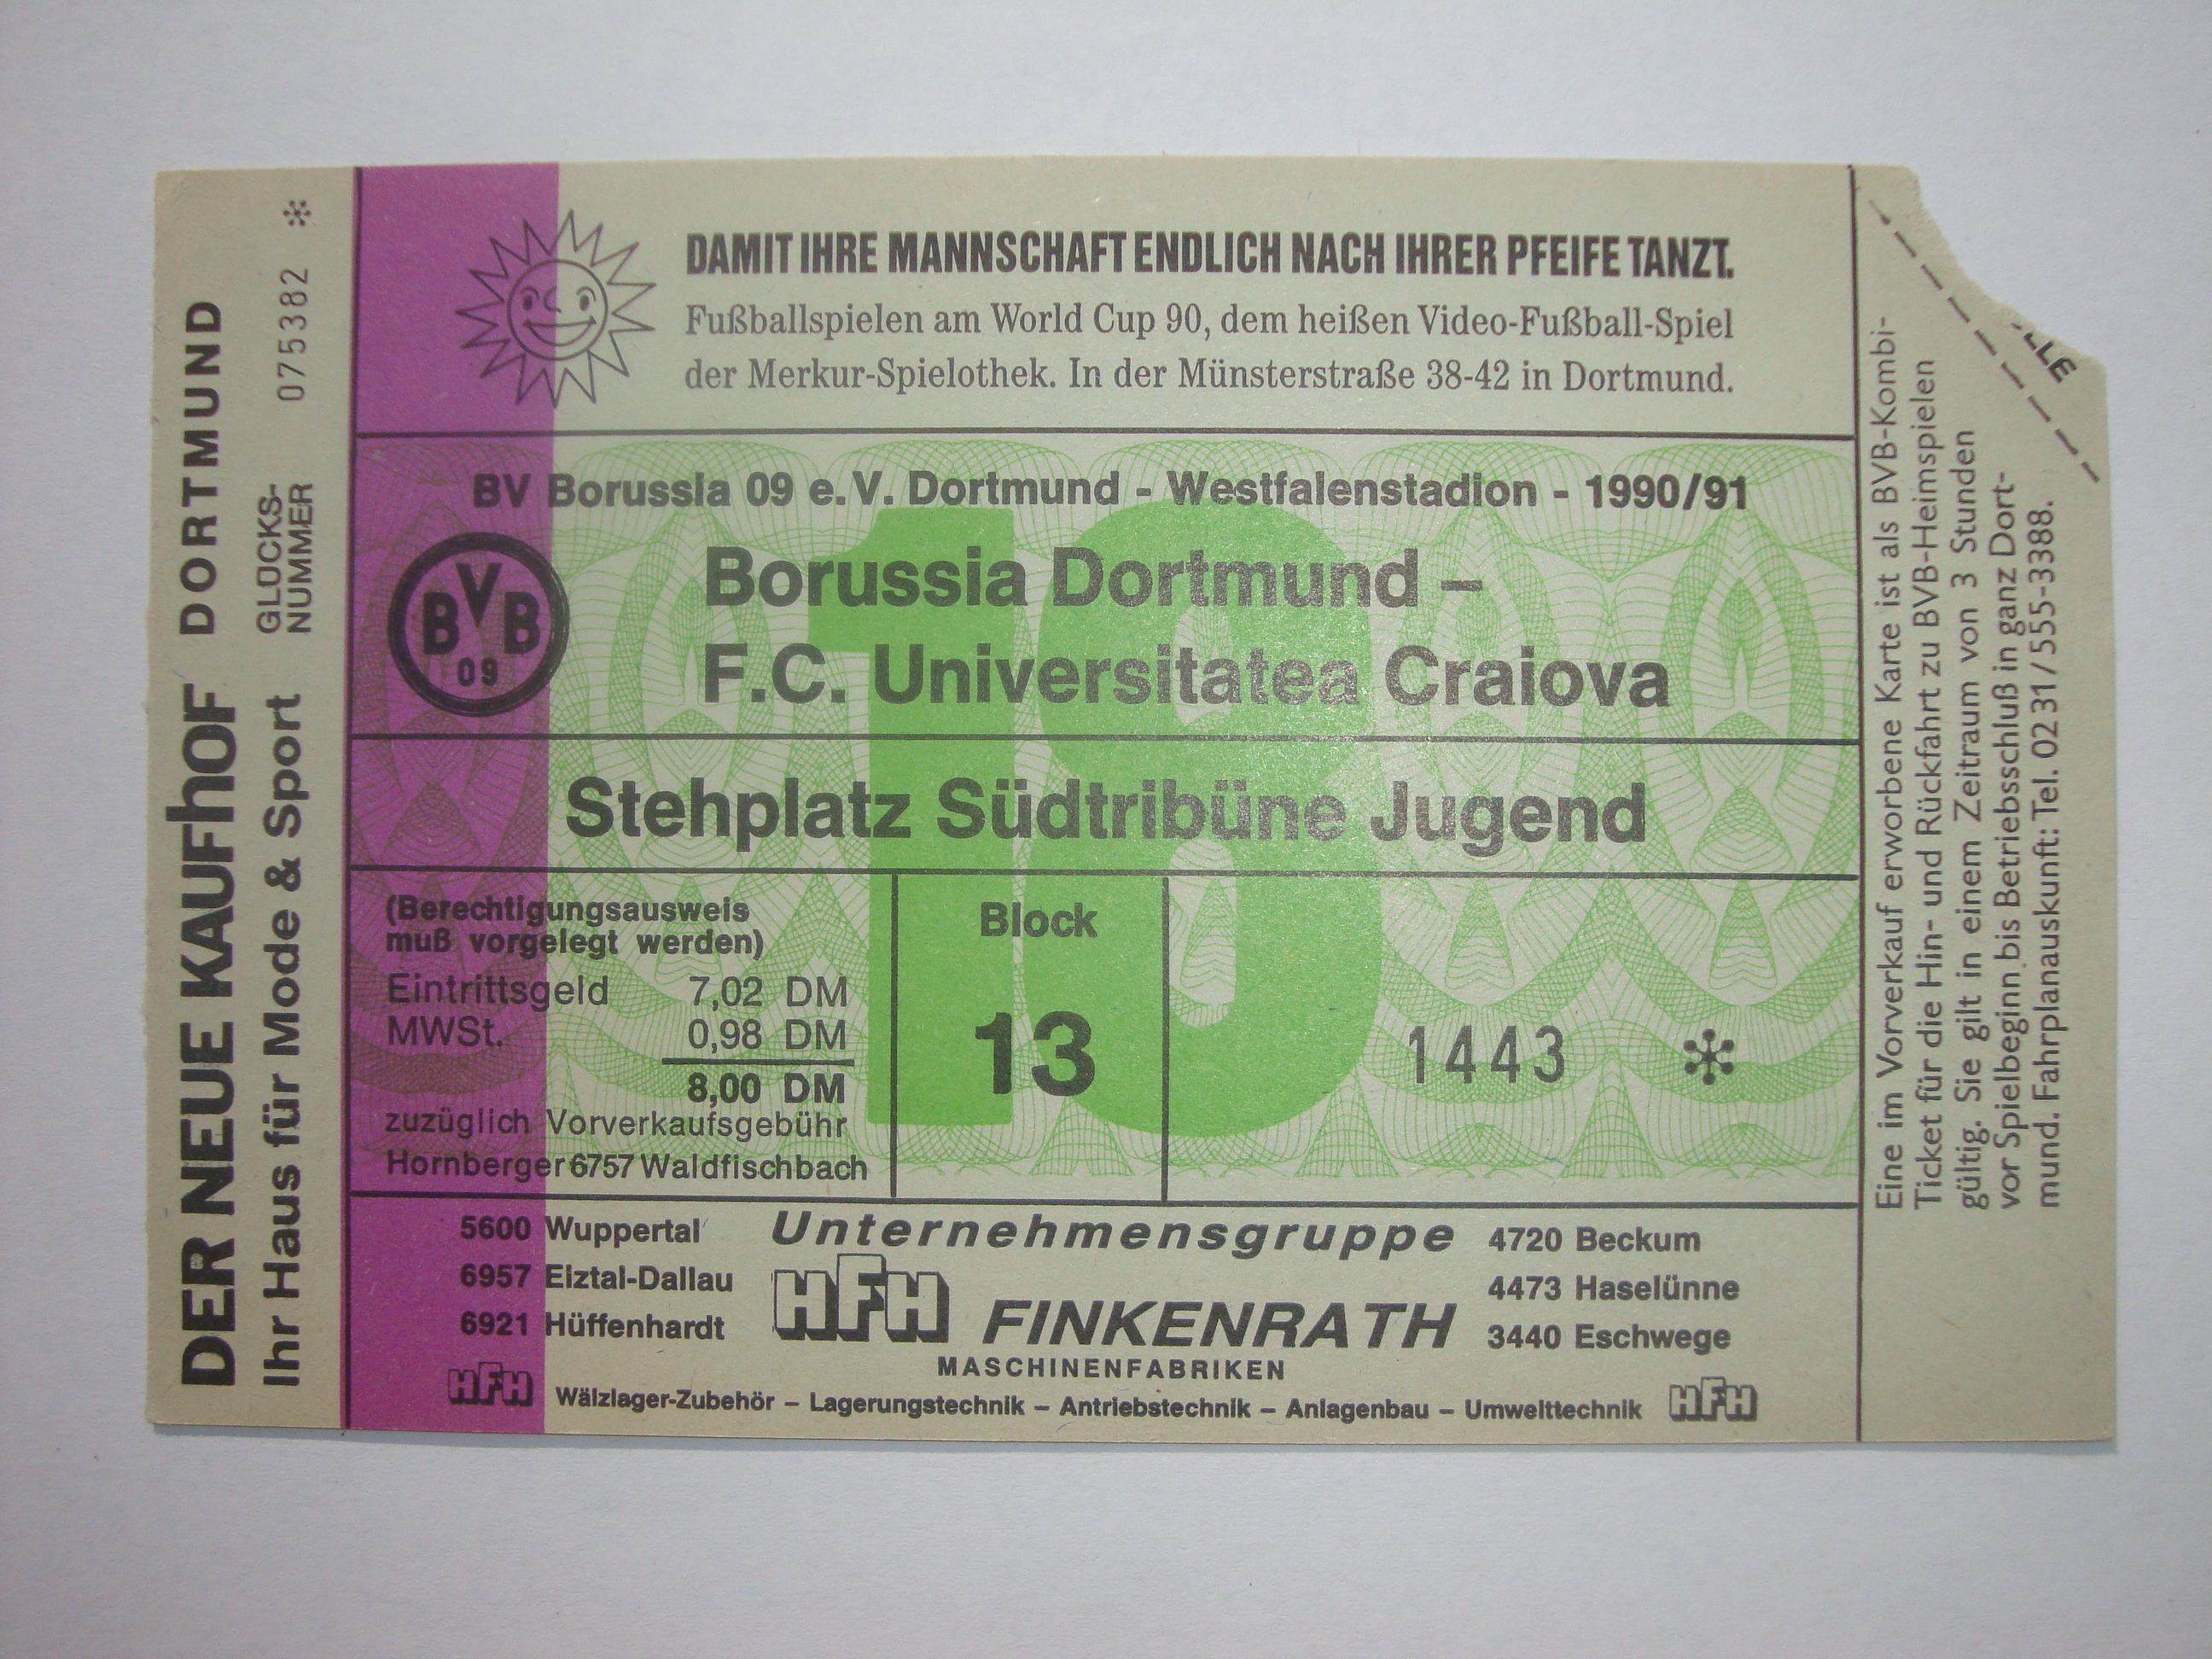 DER NEUE KAUFHOF DORTMUND
Ihr Haus für Mode & Sport
GLÜCKS-
NUMMER
075382 *
DAMIT IHRE MANNSCHAFT ENDLICH NACH IHRER PFEIFE TANZT.
Fußballspielen am World Cup 90, dem heißen Video-Fußball-Spiel
der Merkur-Spielothek. In der Münsterstraße 38-42 in Dortmund.
BV Borussia 09 e.V. Dortmund - Westfalenstadion - 1990/91
BVB
09
18
Borussia Dortmund –
F.C. Universitatea Craiova
Stehplatz Südtribüne Jugend
(Berechtigungsausweis
muß vorgelegt werden)
Eintrittsgeld 7,02 DM
MWSt. 0,98 DM
8,00 DM
zuzüglich Vorverkaufsgebühr
Hornberger 6757 Waldfischbach
Block
13
1443 *
5600 Wuppertal
6957 Elztal-Dallau
6921 Hüffenhardt
Unternehmensgruppe
HFH FINKENRATH
MASCHINENFABRIKEN
4720 Beckum
4473 Haselünne
3440 Eschwege
HFH Wälzlager-Zubehör – Lagerungstechnik – Antriebstechnik – Anlagenbau – Umwelttechnik HFH
Eine im Vorverkauf erworbene Karte ist als BVB-Kombi-
Ticket für die Hin- und Rückfahrt zu BVB-Heimspielen
gültig. Sie gilt in einem Zeitraum von 3 Stunden
vor Spielbeginn bis Betriebsschluß in ganz Dort-
mund. Fahrplanauskunft: Tel. 0231/555-3388.